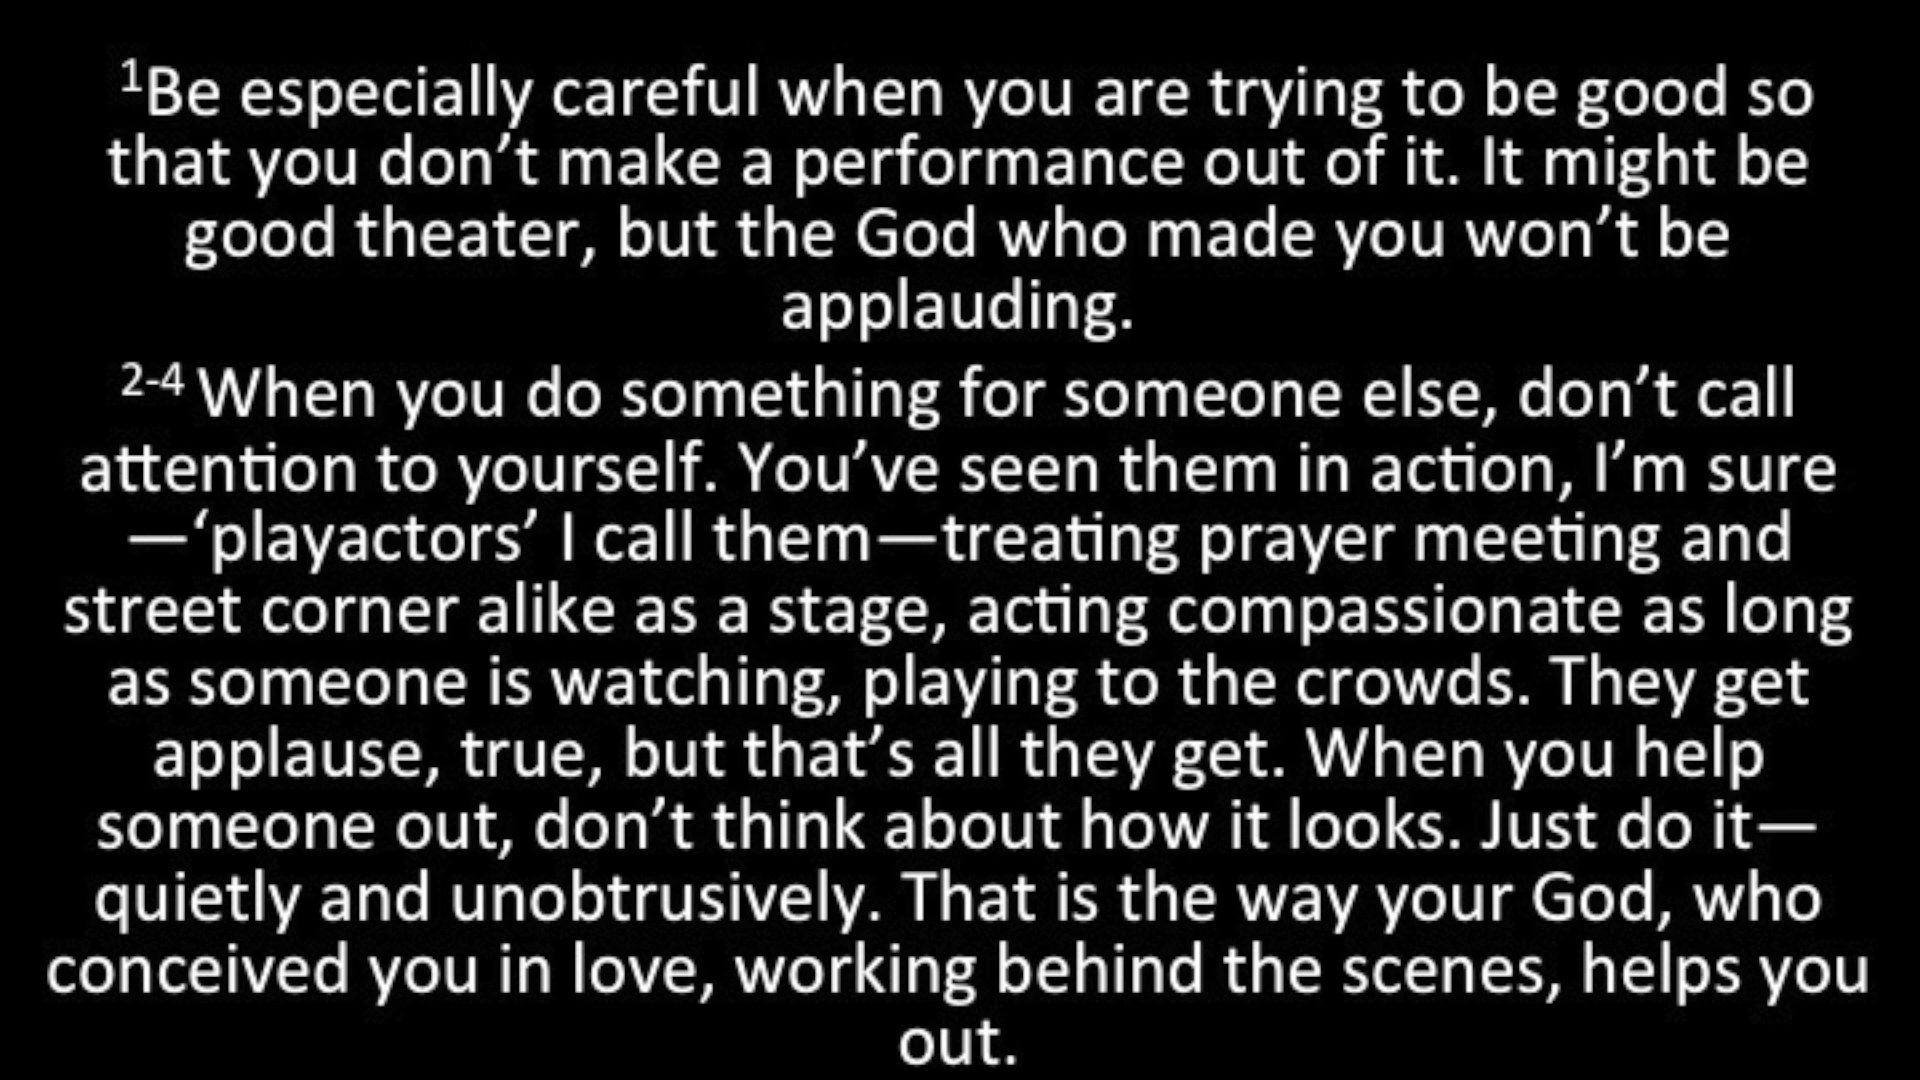 ¹Be especially careful when you are trying to be good so
that you don’t make a performance out of it. It might be
good theater, but the God who made you won’t be
applauding.
²⁻⁴ When you do something for someone else, don’t call
attention to yourself. You’ve seen them in action, I’m sure
—‘playactors’ I call them—treating prayer meeting and
street corner alike as a stage, acting compassionate as long
as someone is watching, playing to the crowds. They get
applause, true, but that’s all they get. When you help
someone out, don’t think about how it looks. Just do it—
quietly and unobtrusively. That is the way your God, who
conceived you in love, working behind the scenes, helps you
out.